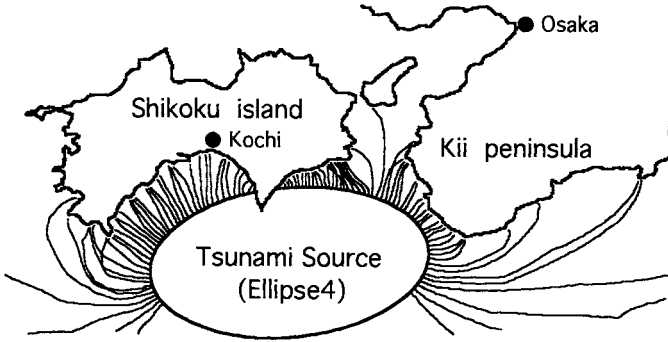 Osaka
Shikoku island
Kochi
Kii peninsula
Tsunami Source
(Ellipse4)